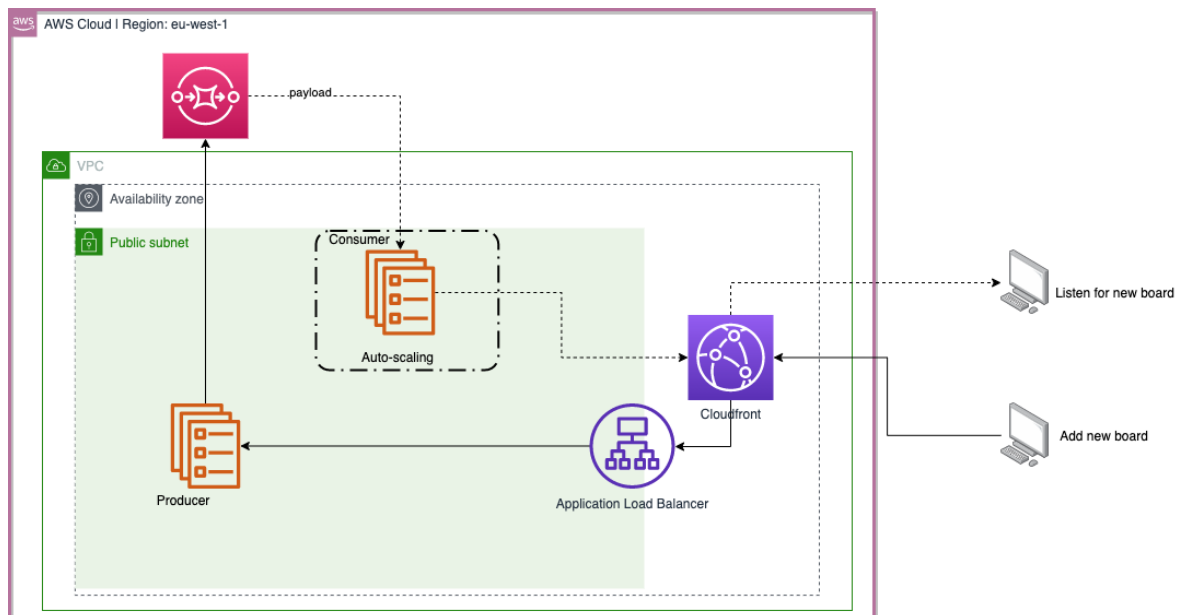 aws
AWS Cloud | Region: eu-west-1
payload
VPC
Availability zone
Public subnet
Consumer
Auto-scaling
Listen for new board
Cloudfront
Add new board
Producer
Application Load Balancer